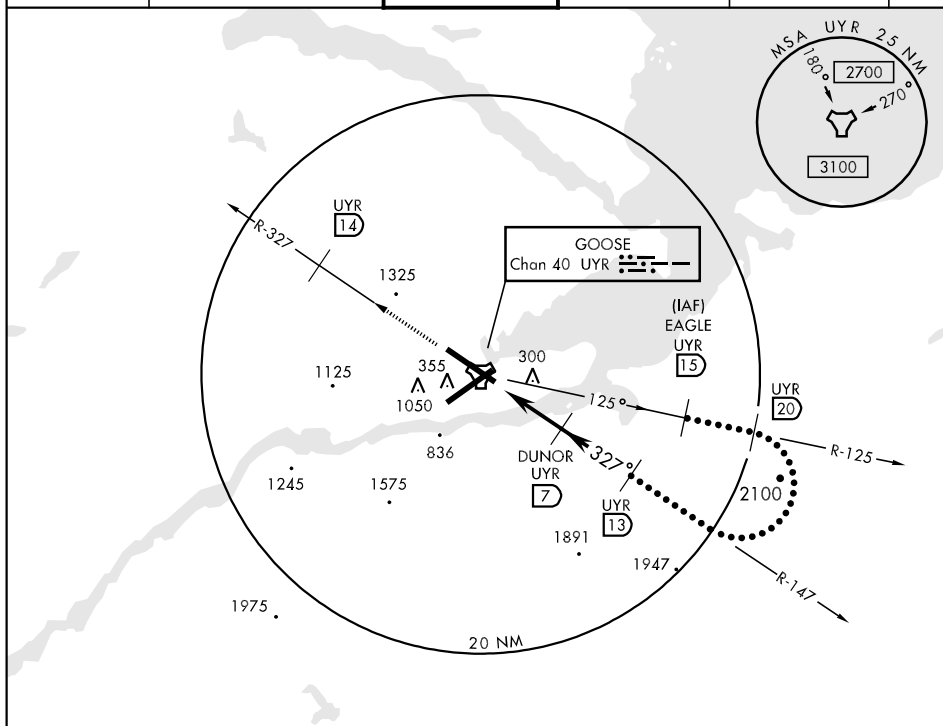 MSA UYR 25 NM
180°
2700
270°
3100
UYR
14
R-327
GOOSE
Chan 40 UYR
1325
(IAF)
EAGLE
UYR
15
300
355
1125
1050
125°
UYR
20
836
DUNOR
UYR
7
327°
R-125
1245
1575
UYR
13
2100
1891
1947
R-147
1975
20 NM